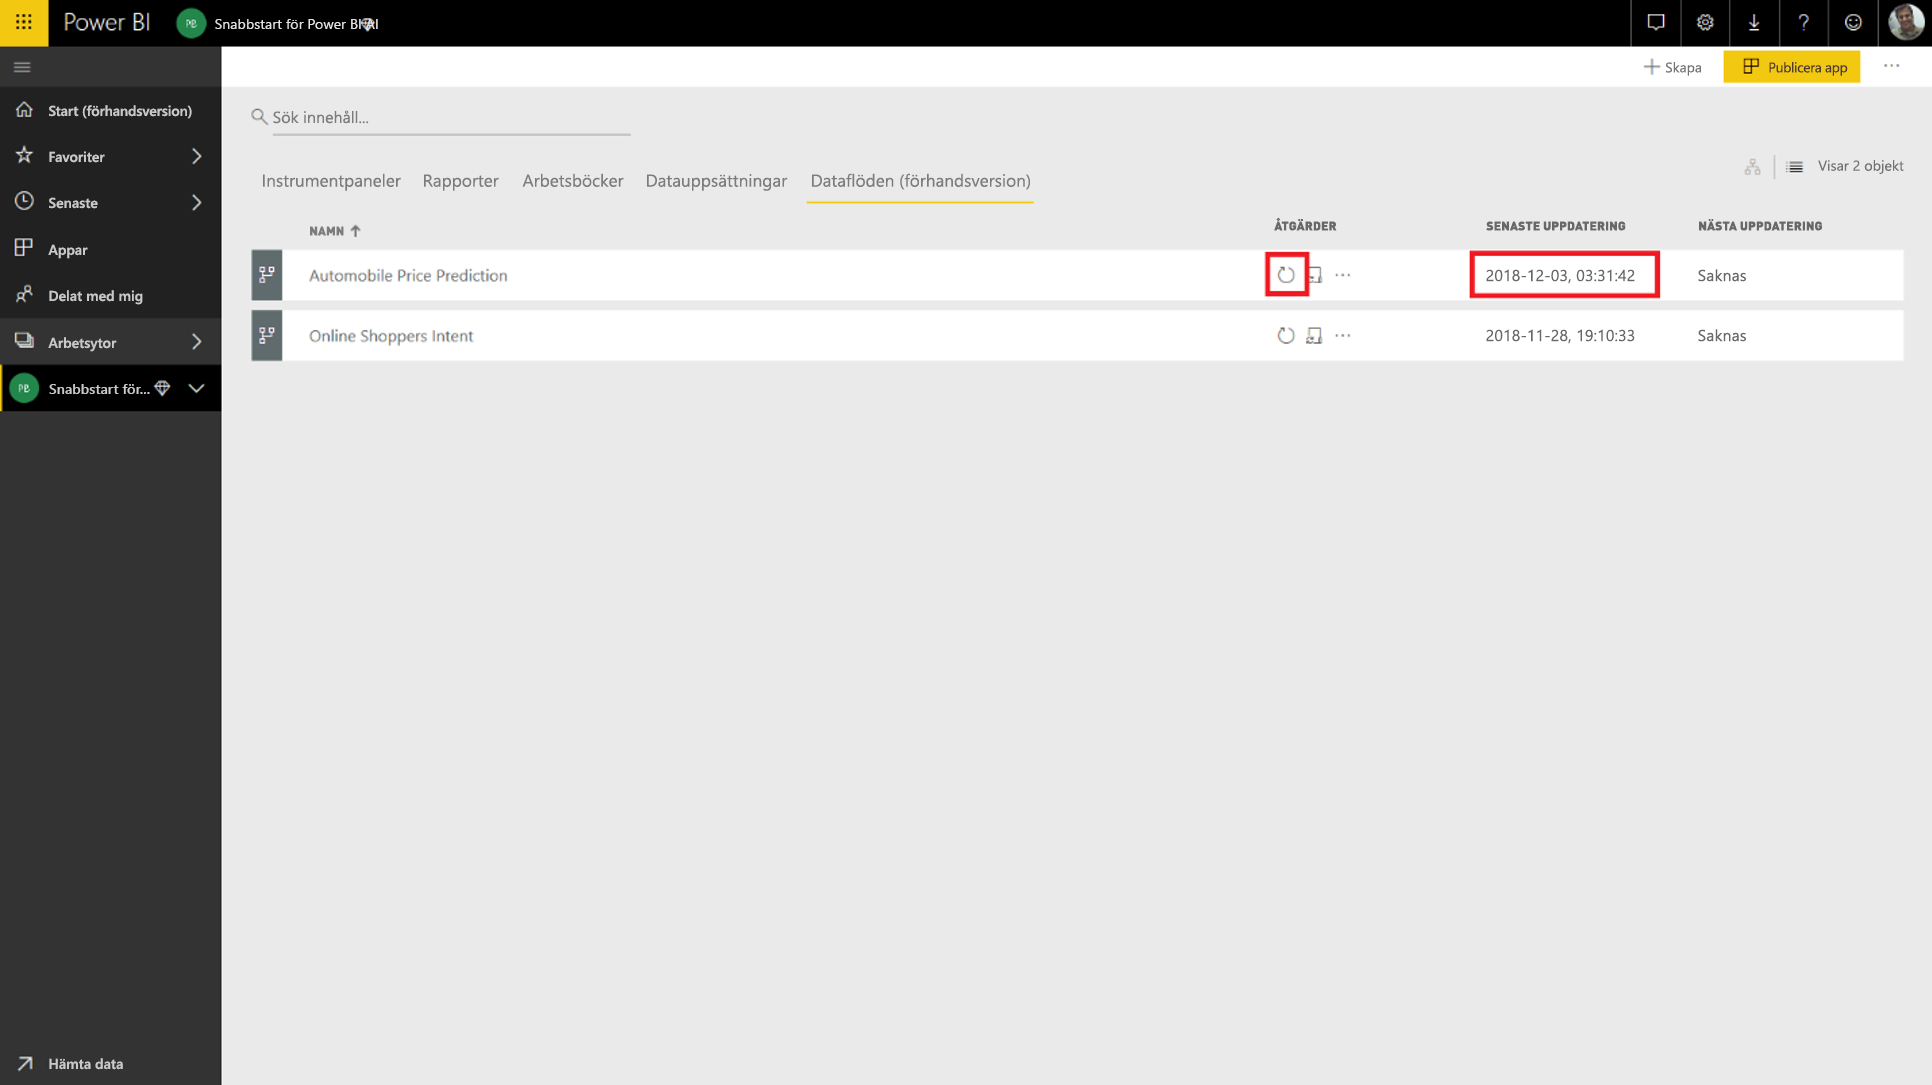 Power BI
PB
Snabbstart för Power BI AI
?
Skapa
Publicera app
...
Start (förhandsversion)
Favoriter
Senaste
Appar
Delat med mig
Arbetsytor
PB
Snabbstart för...
Hämta data
Sök innehåll...
Visar 2 objekt
Instrumentpaneler
Rapporter
Arbetsböcker
Datauppsättningar
Dataflöden (förhandsversion)
NAMN
ÅTGÄRDER
SENASTE UPPDATERING
NÄSTA UPPDATERING
Automobile Price Prediction
...
2018-12-03, 03:31:42
Saknas
Online Shoppers Intent
...
2018-11-28, 19:10:33
Saknas